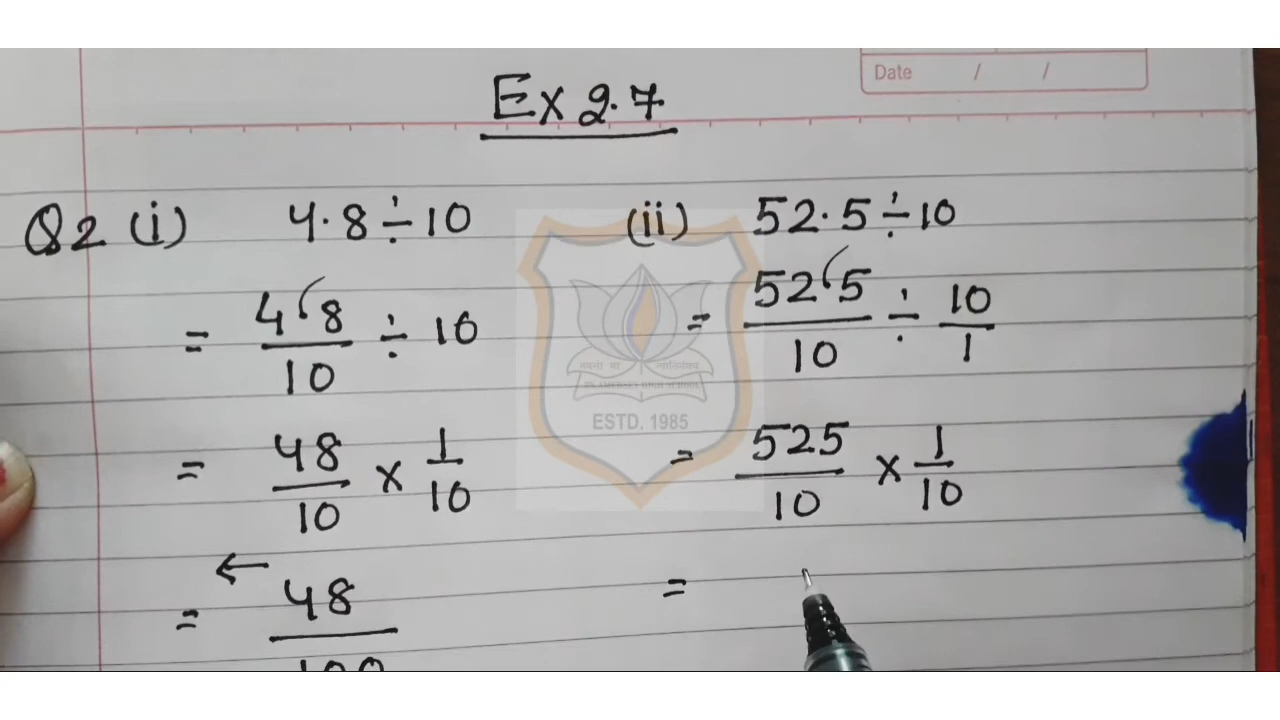 Date / /
Ex 2.7
Q2 (i) 4.8 ÷ 10 (ii) 52.5 ÷ 10
= 48/10 ÷ 10 = 525/10 ÷ 10/1
= 48/10 × 1/10 = 525/10 × 1/10
= ← 48/100 =
ESTD. 1985